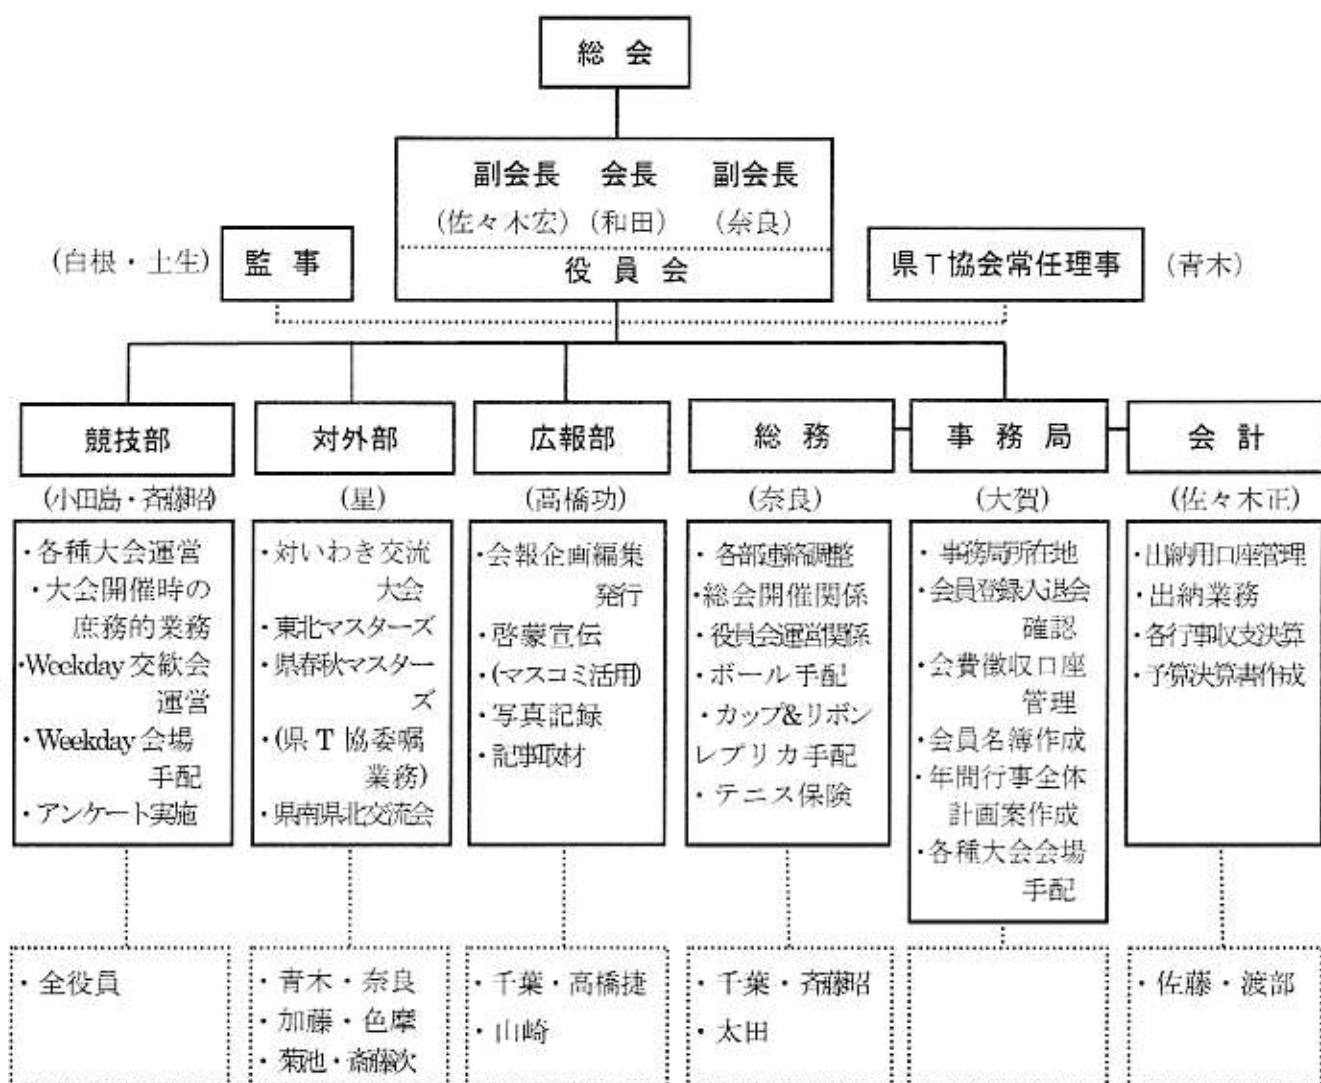 総 会
副会長 会長 副会長
(佐々木宏) (和田) (奈良)
役 員 会
(白根・土生) 監 事
県T協会常任理事 (青木)
競技部
(小田島・斉藤昭)
・各種大会運営
・大会開催時の
庶務的業務
・Weekday 交歓会
運営
・Weekday 会場
手配
・アンケート実施
・全役員
対外部
(星)
・対いわき交流
大会
・東北マスターズ
・県春秋マスター
ズ
・(県T協委嘱
業務)
・県南県北交流会
・青木・奈良
・加藤・色摩
・菊池・斎藤次
広報部
(高橋功)
・会報企画編集
発行
・啓蒙宣伝
・(マスコミ活用)
・写真記録
・記事取材
・千葉・高橋捷
・山崎
総 務
(奈良)
・各部連絡調整
・総会開催関係
・役員会運営関係
・ボール手配
・カップ&リボン
レプリカ手配
・テニス保険
・千葉・斉藤昭
・太田
事 務 局
(大賀)
・事務局所在地
・会員登録入退会
確認
・会費徴収口座
管理
・会員名簿作成
・年間行事全体
計画案作成
・各種大会会場
手配
会 計
(佐々木正)
・出納用口座管理
・出納業務
・各行事収支決算
・予算決算書作成
・佐藤・渡部